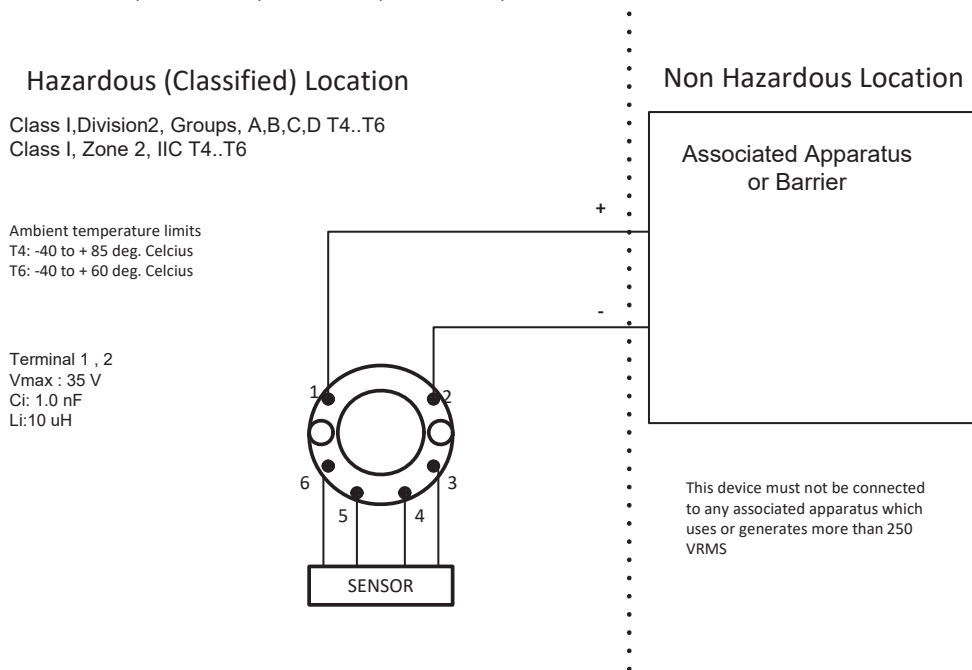 Hazardous (Classified) Location
Non Hazardous Location
Class I,Division2, Groups, A,B,C,D T4..T6
Class I, Zone 2, IIC T4..T6
Associated Apparatus
or Barrier
+
Ambient temperature limits
T4: -40 to + 85 deg. Celcius
T6: -40 to + 60 deg. Celcius
-
Terminal 1 , 2
Vmax : 35 V
Ci: 1.0 nF
Li:10 uH
1
2
6
3
5
4
SENSOR
This device must not be connected
to any associated apparatus which
uses or generates more than 250
VRMS